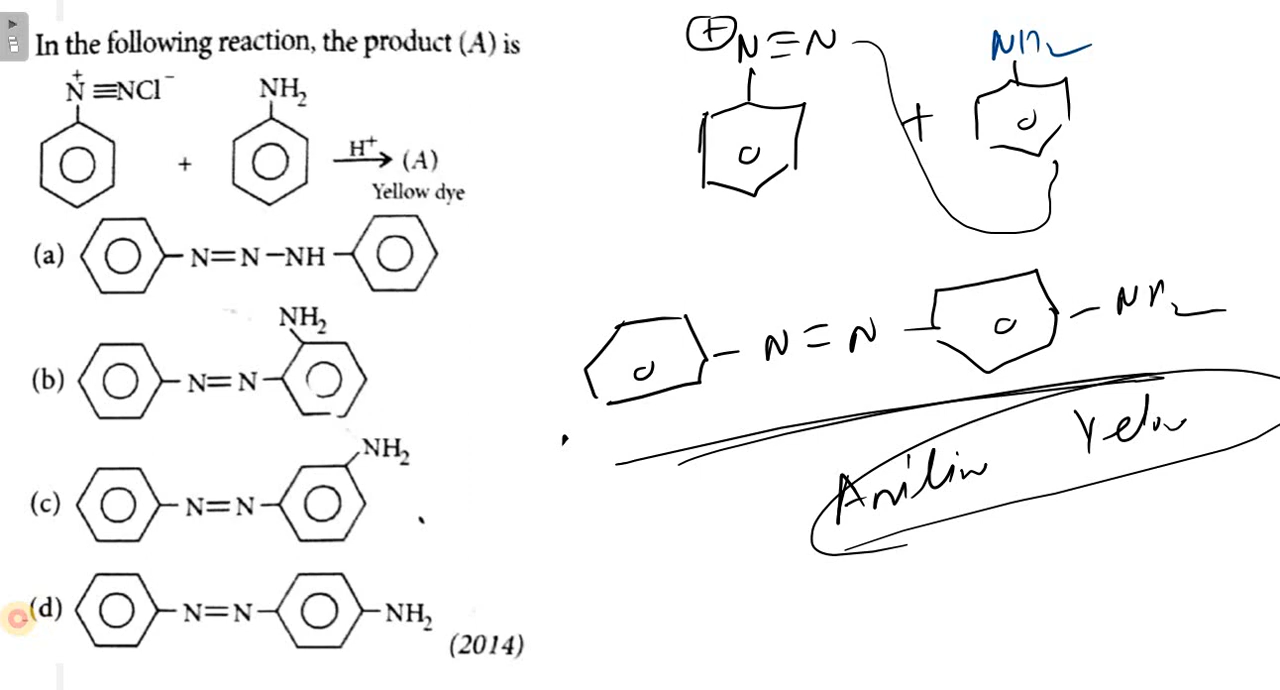 In the following reaction, the product (A) is
N⁺≡NCl⁻
NH₂
+
H⁺
→ (A)
Yellow dye
(a) N=N−NH
NH₂
(b) N=N
NH₂
(c) N=N
(d) N=N NH₂
(2014)
⊕N≡N
NH₂
+
N=N NH₂
Anilin Yelow